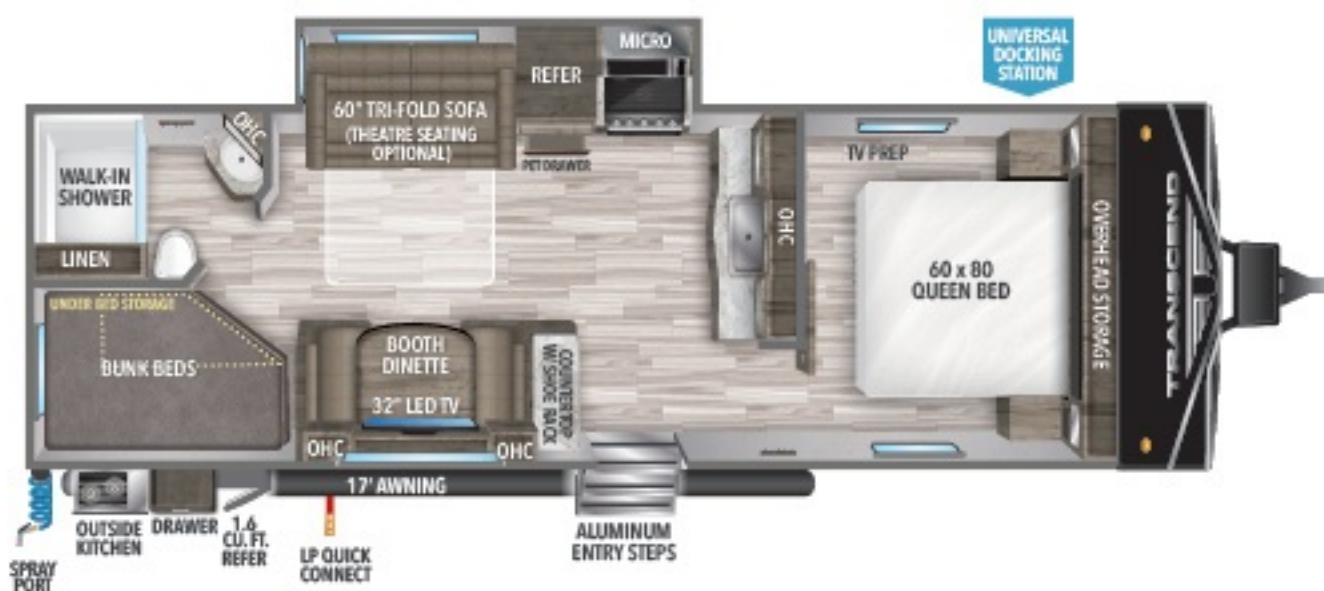 UNIVERSAL
DOCKING
STATION
MICRO
REFER
60" TRI-FOLD SOFA
(THEATRE SEATING
OPTIONAL)
PET DRAWER
OHC
WALK-IN
SHOWER
LINEN
TV PREP
OHC
60 x 80
QUEEN BED
OVERHEAD STORAGE
TRANSCEND
UNDER BED STORAGE
BUNK BEDS
BOOTH
DINETTE
32" LED TV
COUNTERTOP
W/ SHOE RACK
OHC
OHC
17' AWNING
OUTSIDE
KITCHEN
DRAWER
1.6
CU. FT.
REFER
LP QUICK
CONNECT
ALUMINUM
ENTRY STEPS
SPRAY
PORT